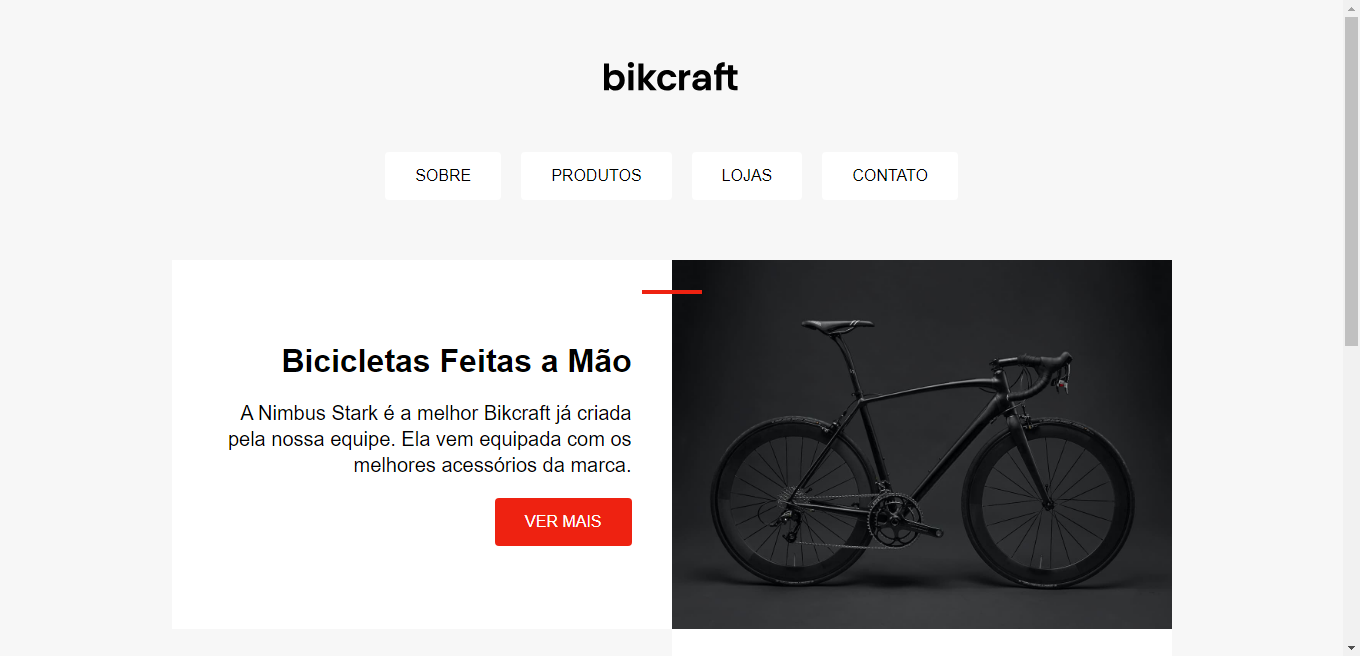 bikcraft
SOBRE
PRODUTOS
LOJAS
CONTATO
Bicicletas Feitas a Mão
A Nimbus Stark é a melhor Bikcraft já criada
pela nossa equipe. Ela vem equipada com os
melhores acessórios da marca.
VER MAIS